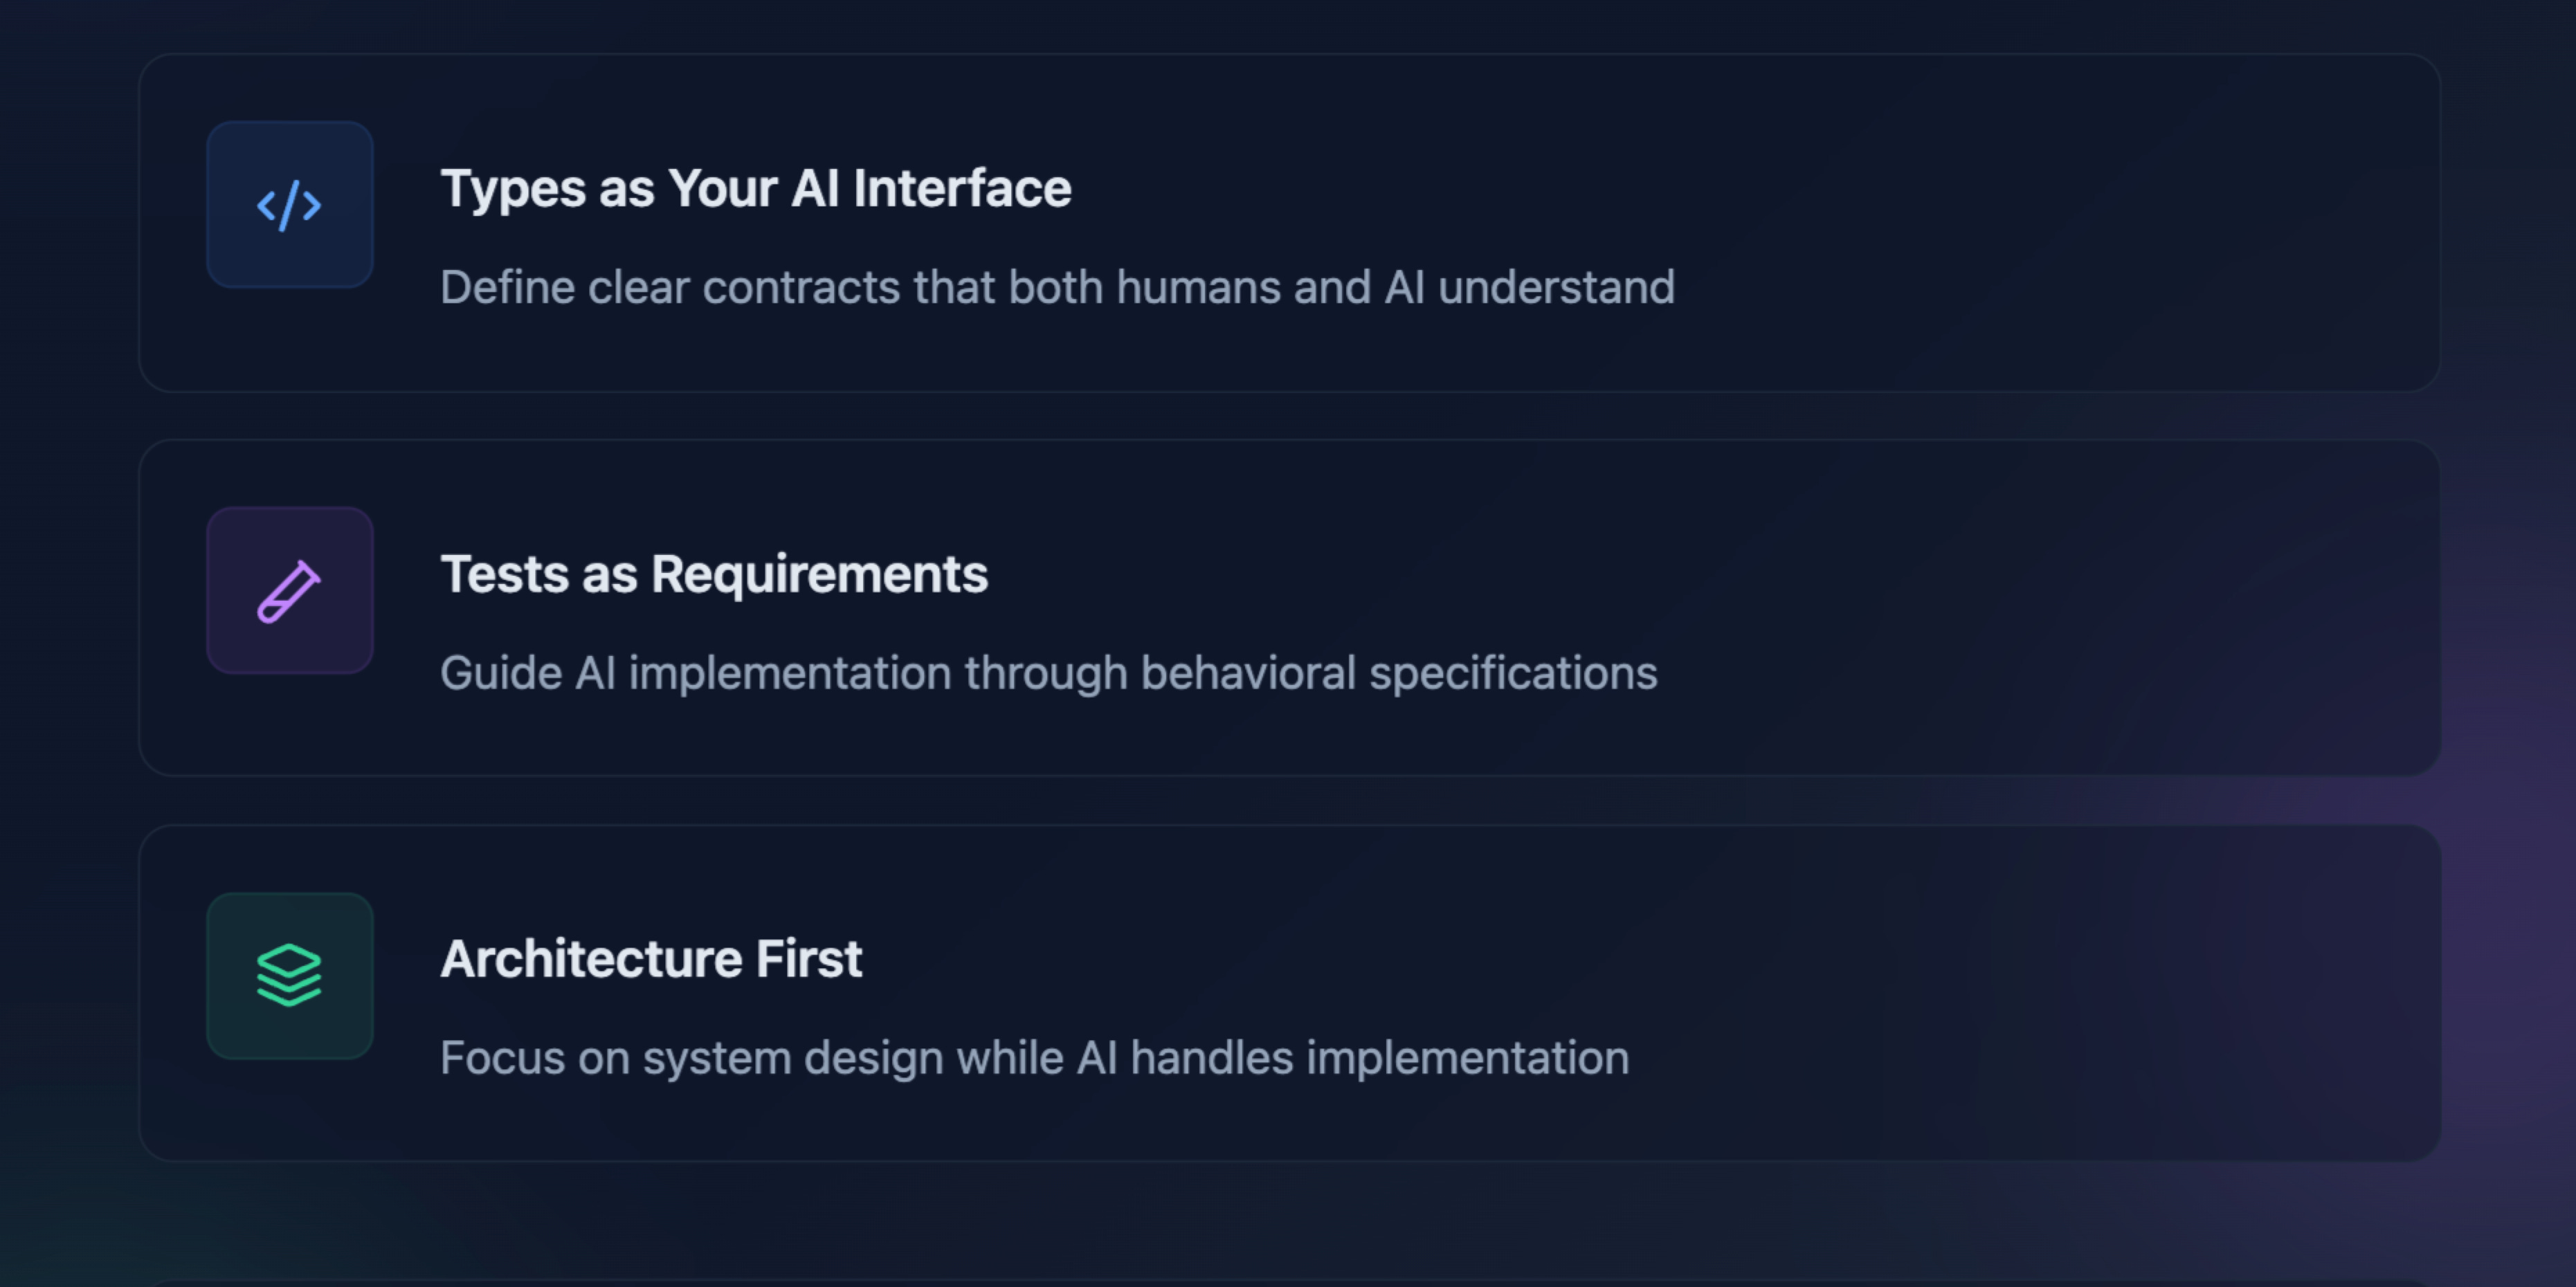 Types as Your AI Interface
Define clear contracts that both humans and AI understand
Tests as Requirements
Guide AI implementation through behavioral specifications
Architecture First
Focus on system design while AI handles implementation